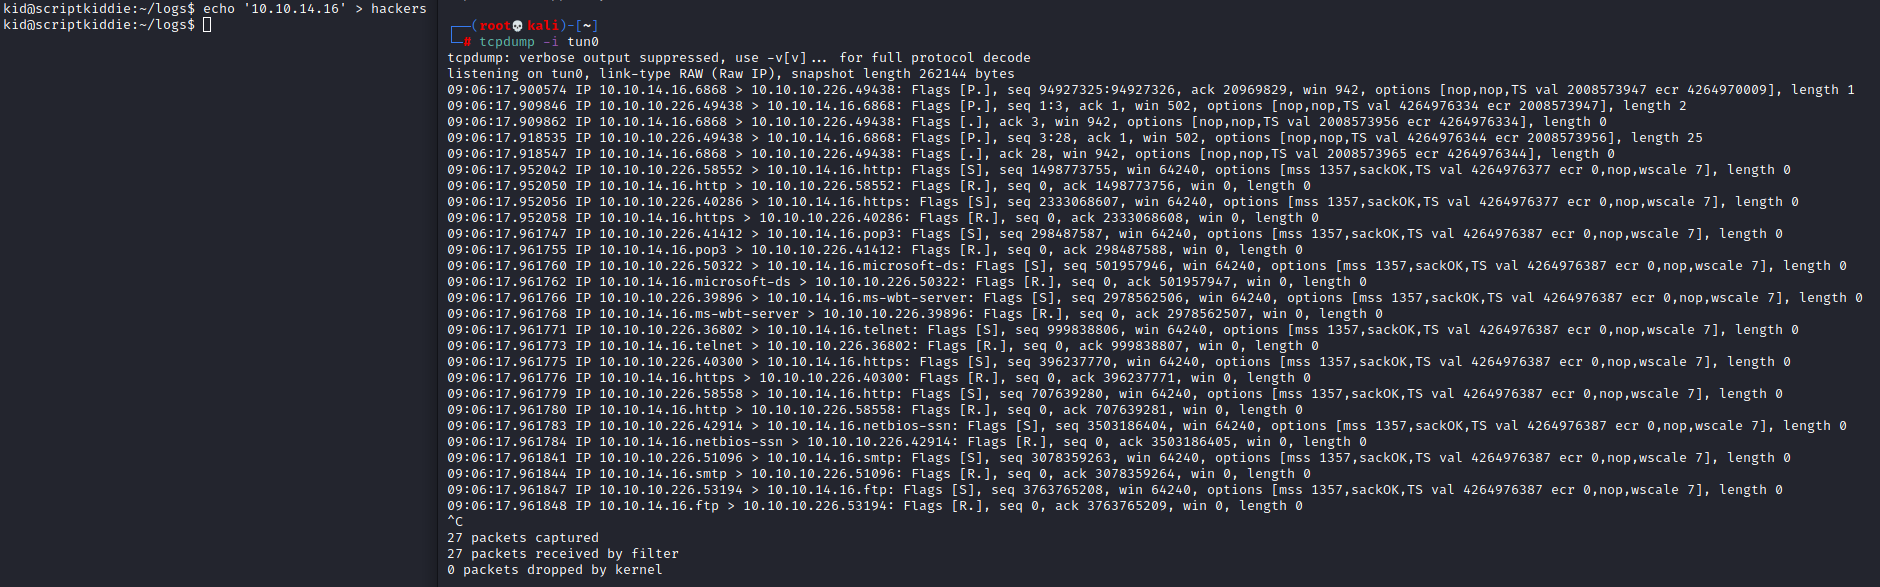 kid@scriptkiddie:~/logs$ echo '10.10.14.16' > hackers
kid@scriptkiddie:~/logs$
(root💀kali)-[~]
# tcpdump -i tun0
tcpdump: verbose output suppressed, use -v[v]... for full protocol decode
listening on tun0, link-type RAW (Raw IP), snapshot length 262144 bytes
09:06:17.900574 IP 10.10.14.16.6868 > 10.10.10.226.49438: Flags [P.], seq 94927325:94927326, ack 20969829, win 942, options [nop,nop,TS val 2008573947 ecr 4264970009], length 1
09:06:17.909846 IP 10.10.10.226.49438 > 10.10.14.16.6868: Flags [P.], seq 1:3, ack 1, win 502, options [nop,nop,TS val 4264976334 ecr 2008573947], length 2
09:06:17.909862 IP 10.10.14.16.6868 > 10.10.10.226.49438: Flags [.], ack 3, win 942, options [nop,nop,TS val 2008573956 ecr 4264976334], length 0
09:06:17.918535 IP 10.10.10.226.49438 > 10.10.14.16.6868: Flags [P.], seq 3:28, ack 1, win 502, options [nop,nop,TS val 4264976344 ecr 2008573956], length 25
09:06:17.918547 IP 10.10.14.16.6868 > 10.10.10.226.49438: Flags [.], ack 28, win 942, options [nop,nop,TS val 2008573965 ecr 4264976344], length 0
09:06:17.952042 IP 10.10.10.226.58552 > 10.10.14.16.http: Flags [S], seq 1498773755, win 64240, options [mss 1357,sackOK,TS val 4264976377 ecr 0,nop,wscale 7], length 0
09:06:17.952050 IP 10.10.14.16.http > 10.10.10.226.58552: Flags [R.], seq 0, ack 1498773756, win 0, length 0
09:06:17.952056 IP 10.10.10.226.40286 > 10.10.14.16.https: Flags [S], seq 2333068607, win 64240, options [mss 1357,sackOK,TS val 4264976377 ecr 0,nop,wscale 7], length 0
09:06:17.952058 IP 10.10.14.16.https > 10.10.10.226.40286: Flags [R.], seq 0, ack 2333068608, win 0, length 0
09:06:17.961747 IP 10.10.10.226.41412 > 10.10.14.16.pop3: Flags [S], seq 298487587, win 64240, options [mss 1357,sackOK,TS val 4264976387 ecr 0,nop,wscale 7], length 0
09:06:17.961755 IP 10.10.14.16.pop3 > 10.10.10.226.41412: Flags [R.], seq 0, ack 298487588, win 0, length 0
09:06:17.961760 IP 10.10.10.226.50322 > 10.10.14.16.microsoft-ds: Flags [S], seq 501957946, win 64240, options [mss 1357,sackOK,TS val 4264976387 ecr 0,nop,wscale 7], length 0
09:06:17.961762 IP 10.10.14.16.microsoft-ds > 10.10.10.226.50322: Flags [R.], seq 0, ack 501957947, win 0, length 0
09:06:17.961766 IP 10.10.10.226.39896 > 10.10.14.16.ms-wbt-server: Flags [S], seq 2978562506, win 64240, options [mss 1357,sackOK,TS val 4264976387 ecr 0,nop,wscale 7], length 0
09:06:17.961768 IP 10.10.14.16.ms-wbt-server > 10.10.10.226.39896: Flags [R.], seq 0, ack 2978562507, win 0, length 0
09:06:17.961771 IP 10.10.10.226.36802 > 10.10.14.16.telnet: Flags [S], seq 999838806, win 64240, options [mss 1357,sackOK,TS val 4264976387 ecr 0,nop,wscale 7], length 0
09:06:17.961773 IP 10.10.14.16.telnet > 10.10.10.226.36802: Flags [R.], seq 0, ack 999838807, win 0, length 0
09:06:17.961775 IP 10.10.10.226.40300 > 10.10.14.16.https: Flags [S], seq 396237770, win 64240, options [mss 1357,sackOK,TS val 4264976387 ecr 0,nop,wscale 7], length 0
09:06:17.961776 IP 10.10.14.16.https > 10.10.10.226.40300: Flags [R.], seq 0, ack 396237771, win 0, length 0
09:06:17.961779 IP 10.10.10.226.58558 > 10.10.14.16.http: Flags [S], seq 707639280, win 64240, options [mss 1357,sackOK,TS val 4264976387 ecr 0,nop,wscale 7], length 0
09:06:17.961780 IP 10.10.14.16.http > 10.10.10.226.58558: Flags [R.], seq 0, ack 707639281, win 0, length 0
09:06:17.961783 IP 10.10.10.226.42914 > 10.10.14.16.netbios-ssn: Flags [S], seq 3503186404, win 64240, options [mss 1357,sackOK,TS val 4264976387 ecr 0,nop,wscale 7], length 0
09:06:17.961784 IP 10.10.14.16.netbios-ssn > 10.10.10.226.42914: Flags [R.], seq 0, ack 3503186405, win 0, length 0
09:06:17.961841 IP 10.10.10.226.51096 > 10.10.14.16.smtp: Flags [S], seq 3078359263, win 64240, options [mss 1357,sackOK,TS val 4264976387 ecr 0,nop,wscale 7], length 0
09:06:17.961844 IP 10.10.14.16.smtp > 10.10.10.226.51096: Flags [R.], seq 0, ack 3078359264, win 0, length 0
09:06:17.961847 IP 10.10.10.226.53194 > 10.10.14.16.ftp: Flags [S], seq 3763765208, win 64240, options [mss 1357,sackOK,TS val 4264976387 ecr 0,nop,wscale 7], length 0
09:06:17.961848 IP 10.10.14.16.ftp > 10.10.10.226.53194: Flags [R.], seq 0, ack 3763765209, win 0, length 0
^C
27 packets captured
27 packets received by filter
0 packets dropped by kernel